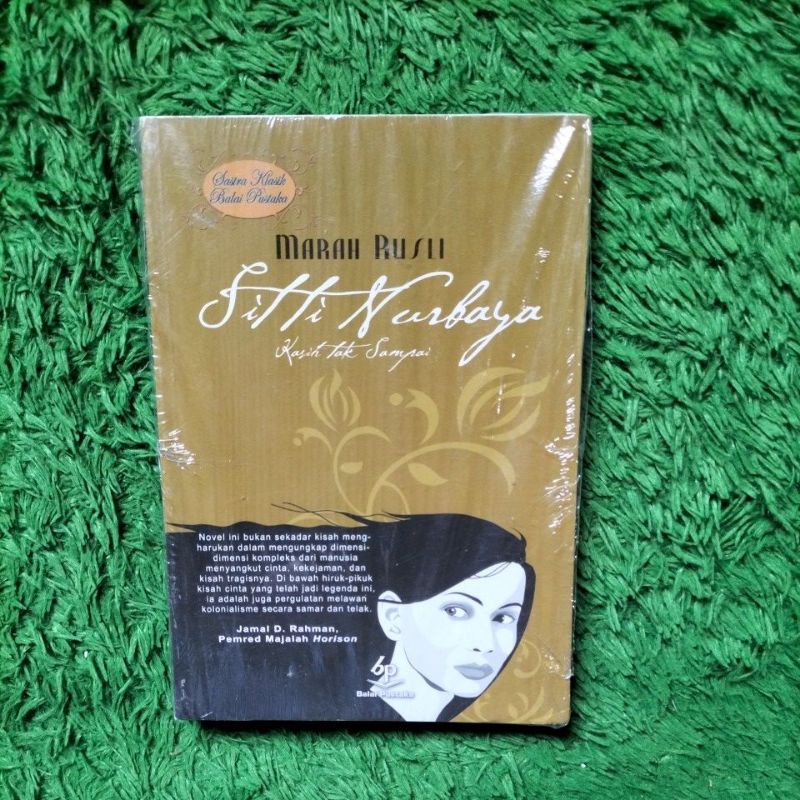 Sastra Klasik
Balai Pustaka
MARAH RUSLI
Sitti Nurbaya
Kasih tak Sampai
Novel ini bukan sekadar kisah meng-
harukan dalam mengungkap dimensi-
dimensi kompleks dari manusia
menyangkut cinta, kekejaman, dan
kisah tragisnya. Di bawah hiruk-pikuk
kisah cinta yang telah jadi legenda ini,
ia adalah juga pergulatan melawan
kolonialisme secara samar dan telak.
Jamal D. Rahman,
Pemred Majalah Horison
bp
Balai Pustaka